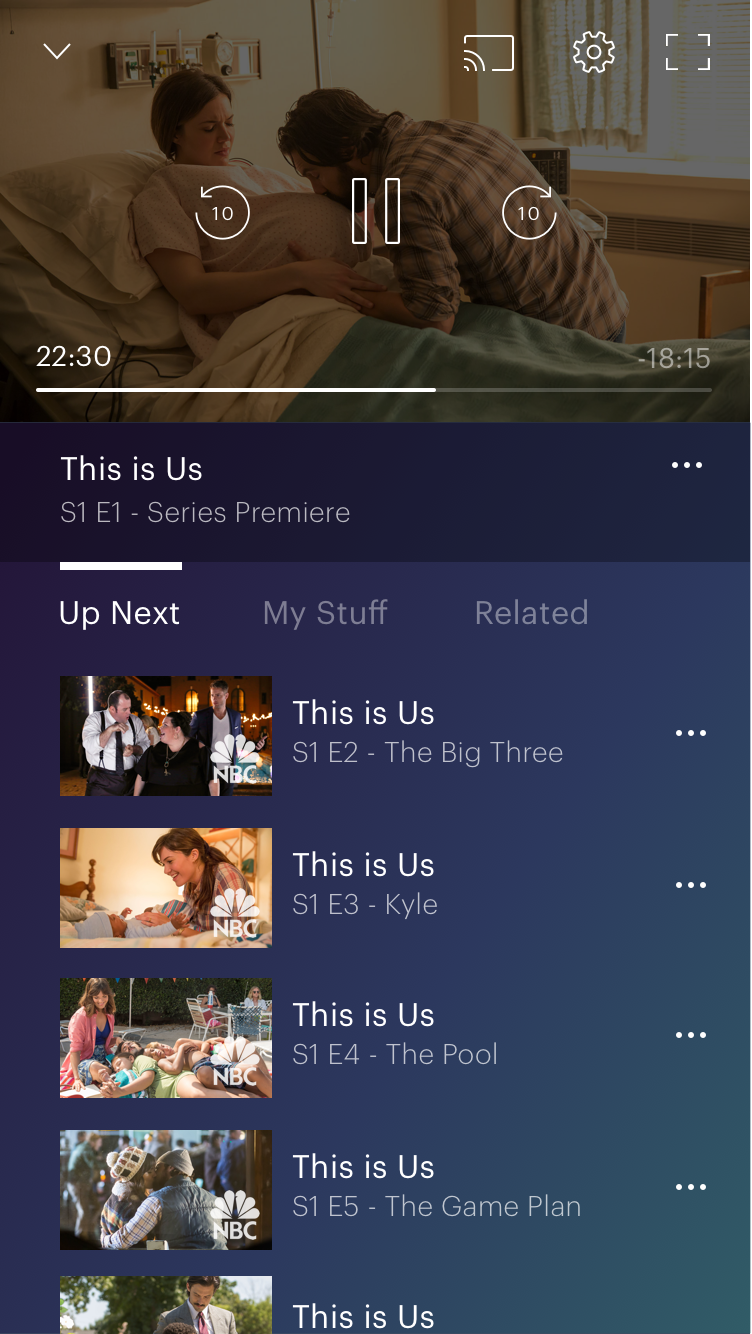 10
10
22:30
-18:15
This is Us
S1 E1 - Series Premiere
Up Next
My Stuff
Related
NBC
This is Us
S1 E2 - The Big Three
NBC
This is Us
S1 E3 - Kyle
NBC
This is Us
S1 E4 - The Pool
NBC
This is Us
S1 E5 - The Game Plan
This is Us